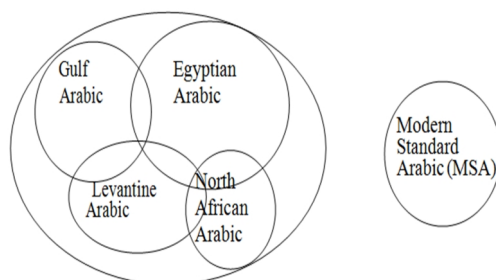 Gulf
Arabic
Egyptian
Arabic
Levantine
Arabic
North
African
Arabic
Modern
Standard
Arabic (MSA)